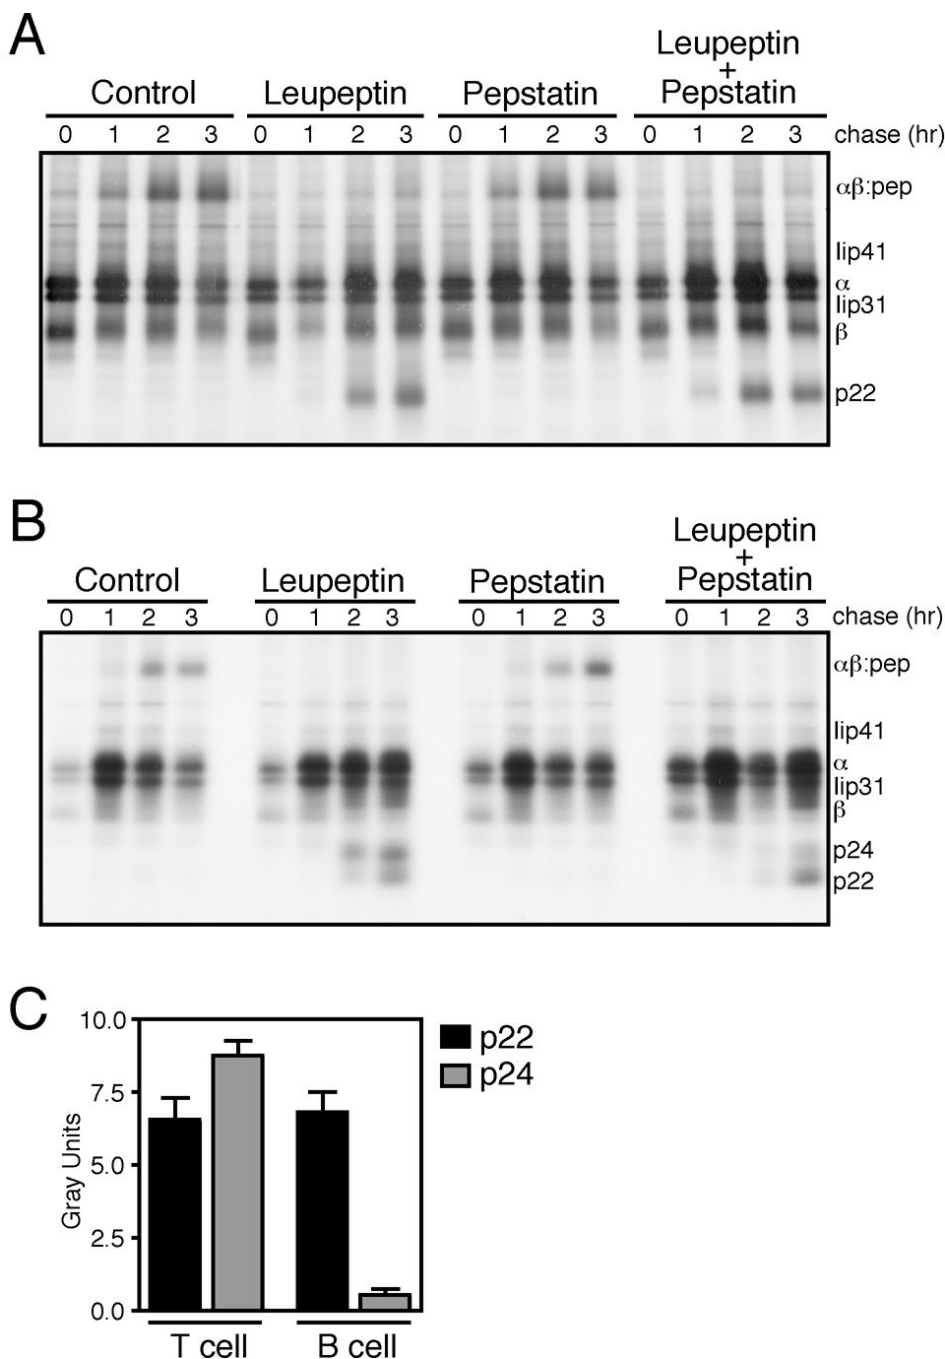 A
Leupeptin
+
Control Leupeptin Pepstatin Pepstatin
0 1 2 3 0 1 2 3 0 1 2 3 0 1 2 3 chase (hr)
αβ:pep
Iip41
α
Iip31
β
p22
B
Leupeptin
+
Control Leupeptin Pepstatin Pepstatin
0 1 2 3 0 1 2 3 0 1 2 3 0 1 2 3 chase (hr)
αβ:pep
Iip41
α
Iip31
β
p24
p22
C
10.0
7.5
5.0
2.5
0.0
Gray Units
p22
p24
T cell B cell